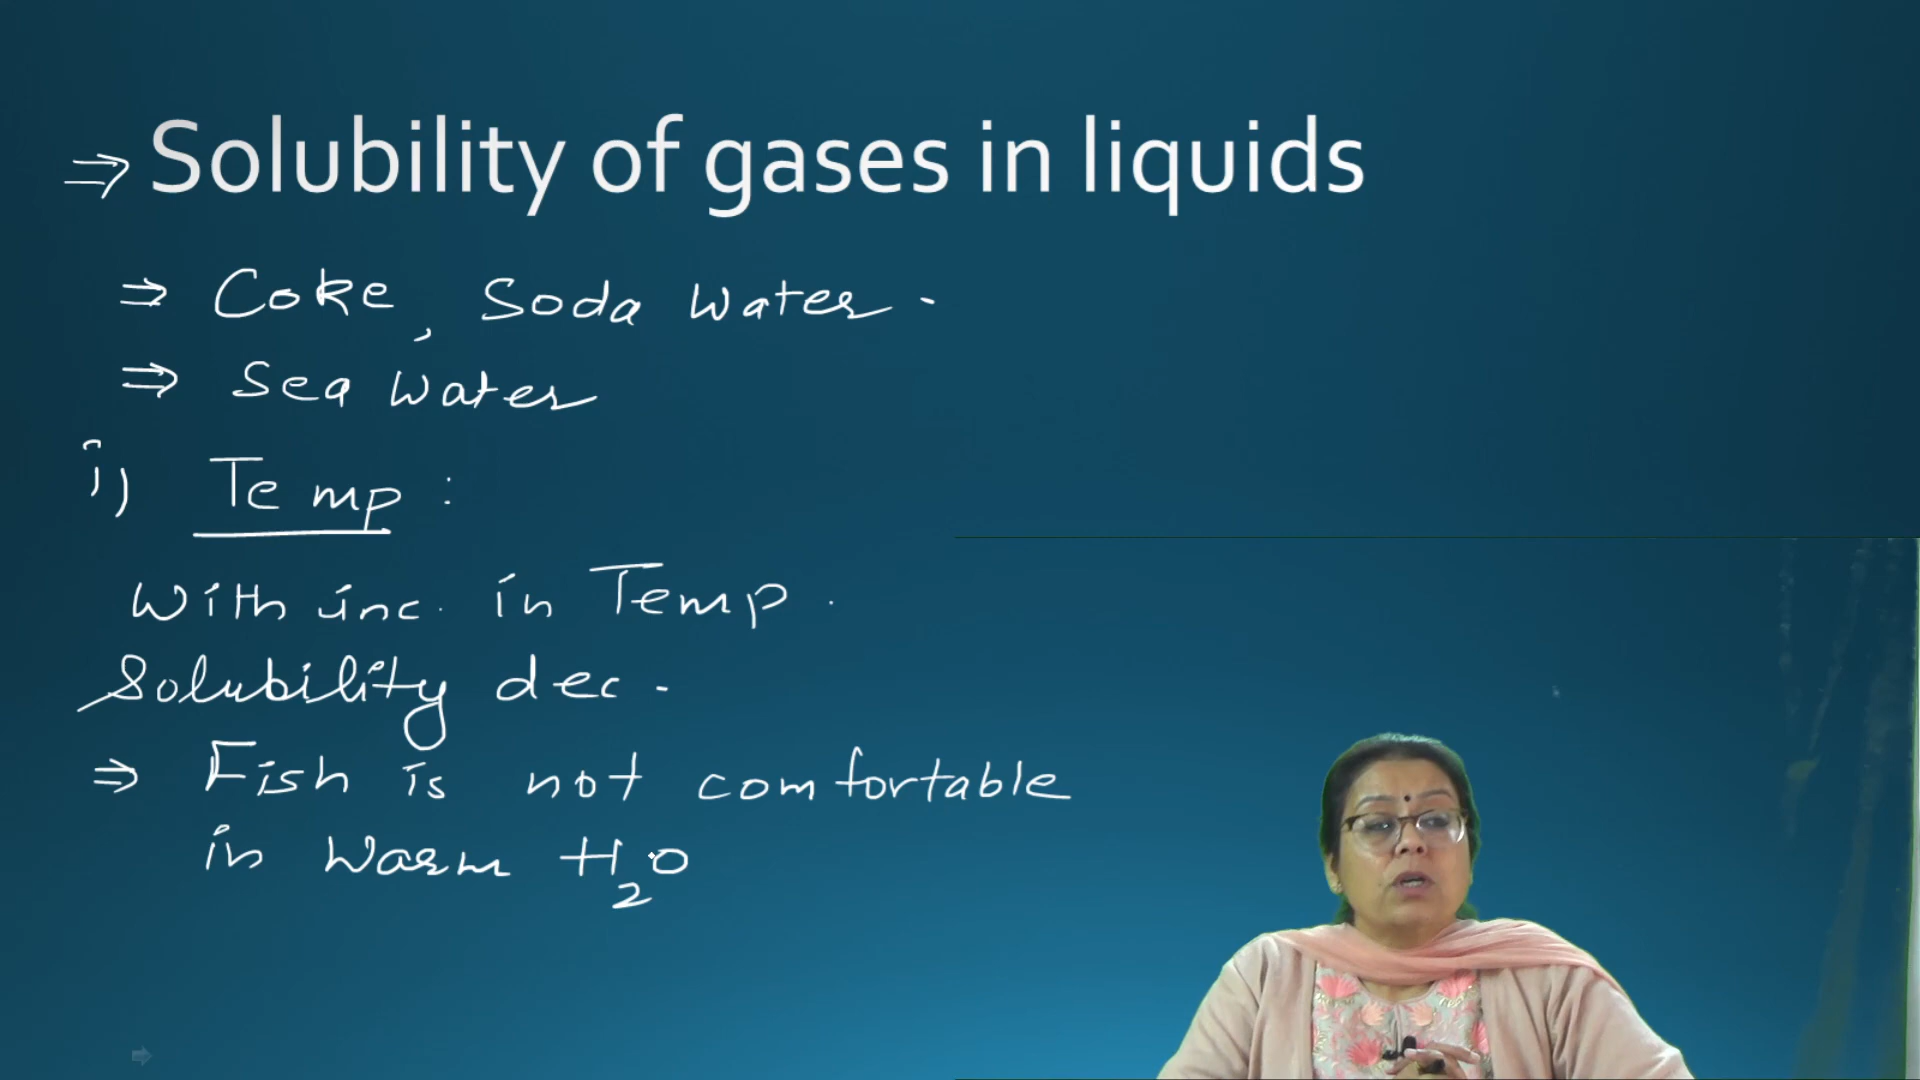 ⇒ Solubility of gases in liquids
⇒ Coke, Soda Water.
⇒ Sea Water
i) Temp :
With inc. in Temp.
Solubility dec.
⇒ Fish is not comfortable
in Warm H₂O